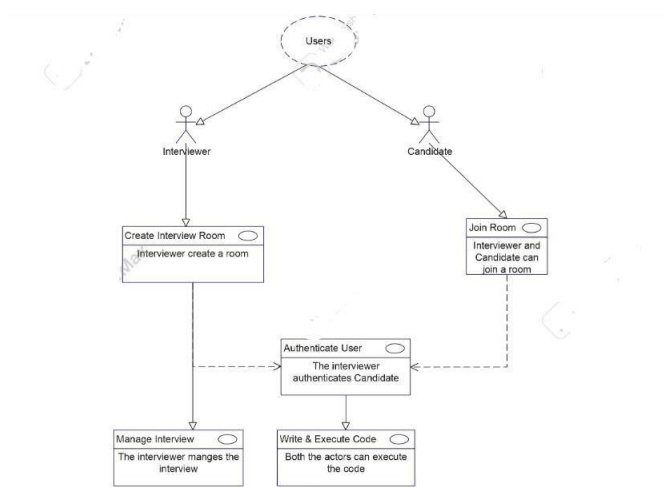 Users
Interviewer
Candidate
Create Interview Room
Interviewer create a room
Join Room
Interviewer and
Candidate can
join a room
Authenticate User
The interviewer
authenticates Candidate
Manage Interview
The interviewer manges the
interview
Write & Execute Code
Both the actors can execute
the code